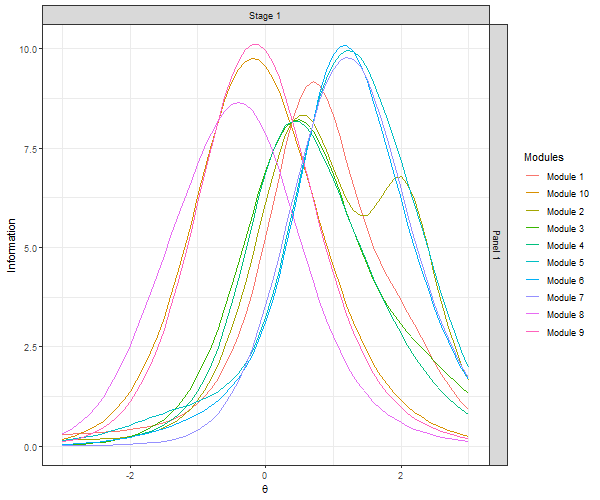 Stage 1
10.0
7.5
5.0
2.5
0.0
Information
-2
0
2
θ
Panel 1
Modules
Module 1
Module 10
Module 2
Module 3
Module 4
Module 5
Module 6
Module 7
Module 8
Module 9